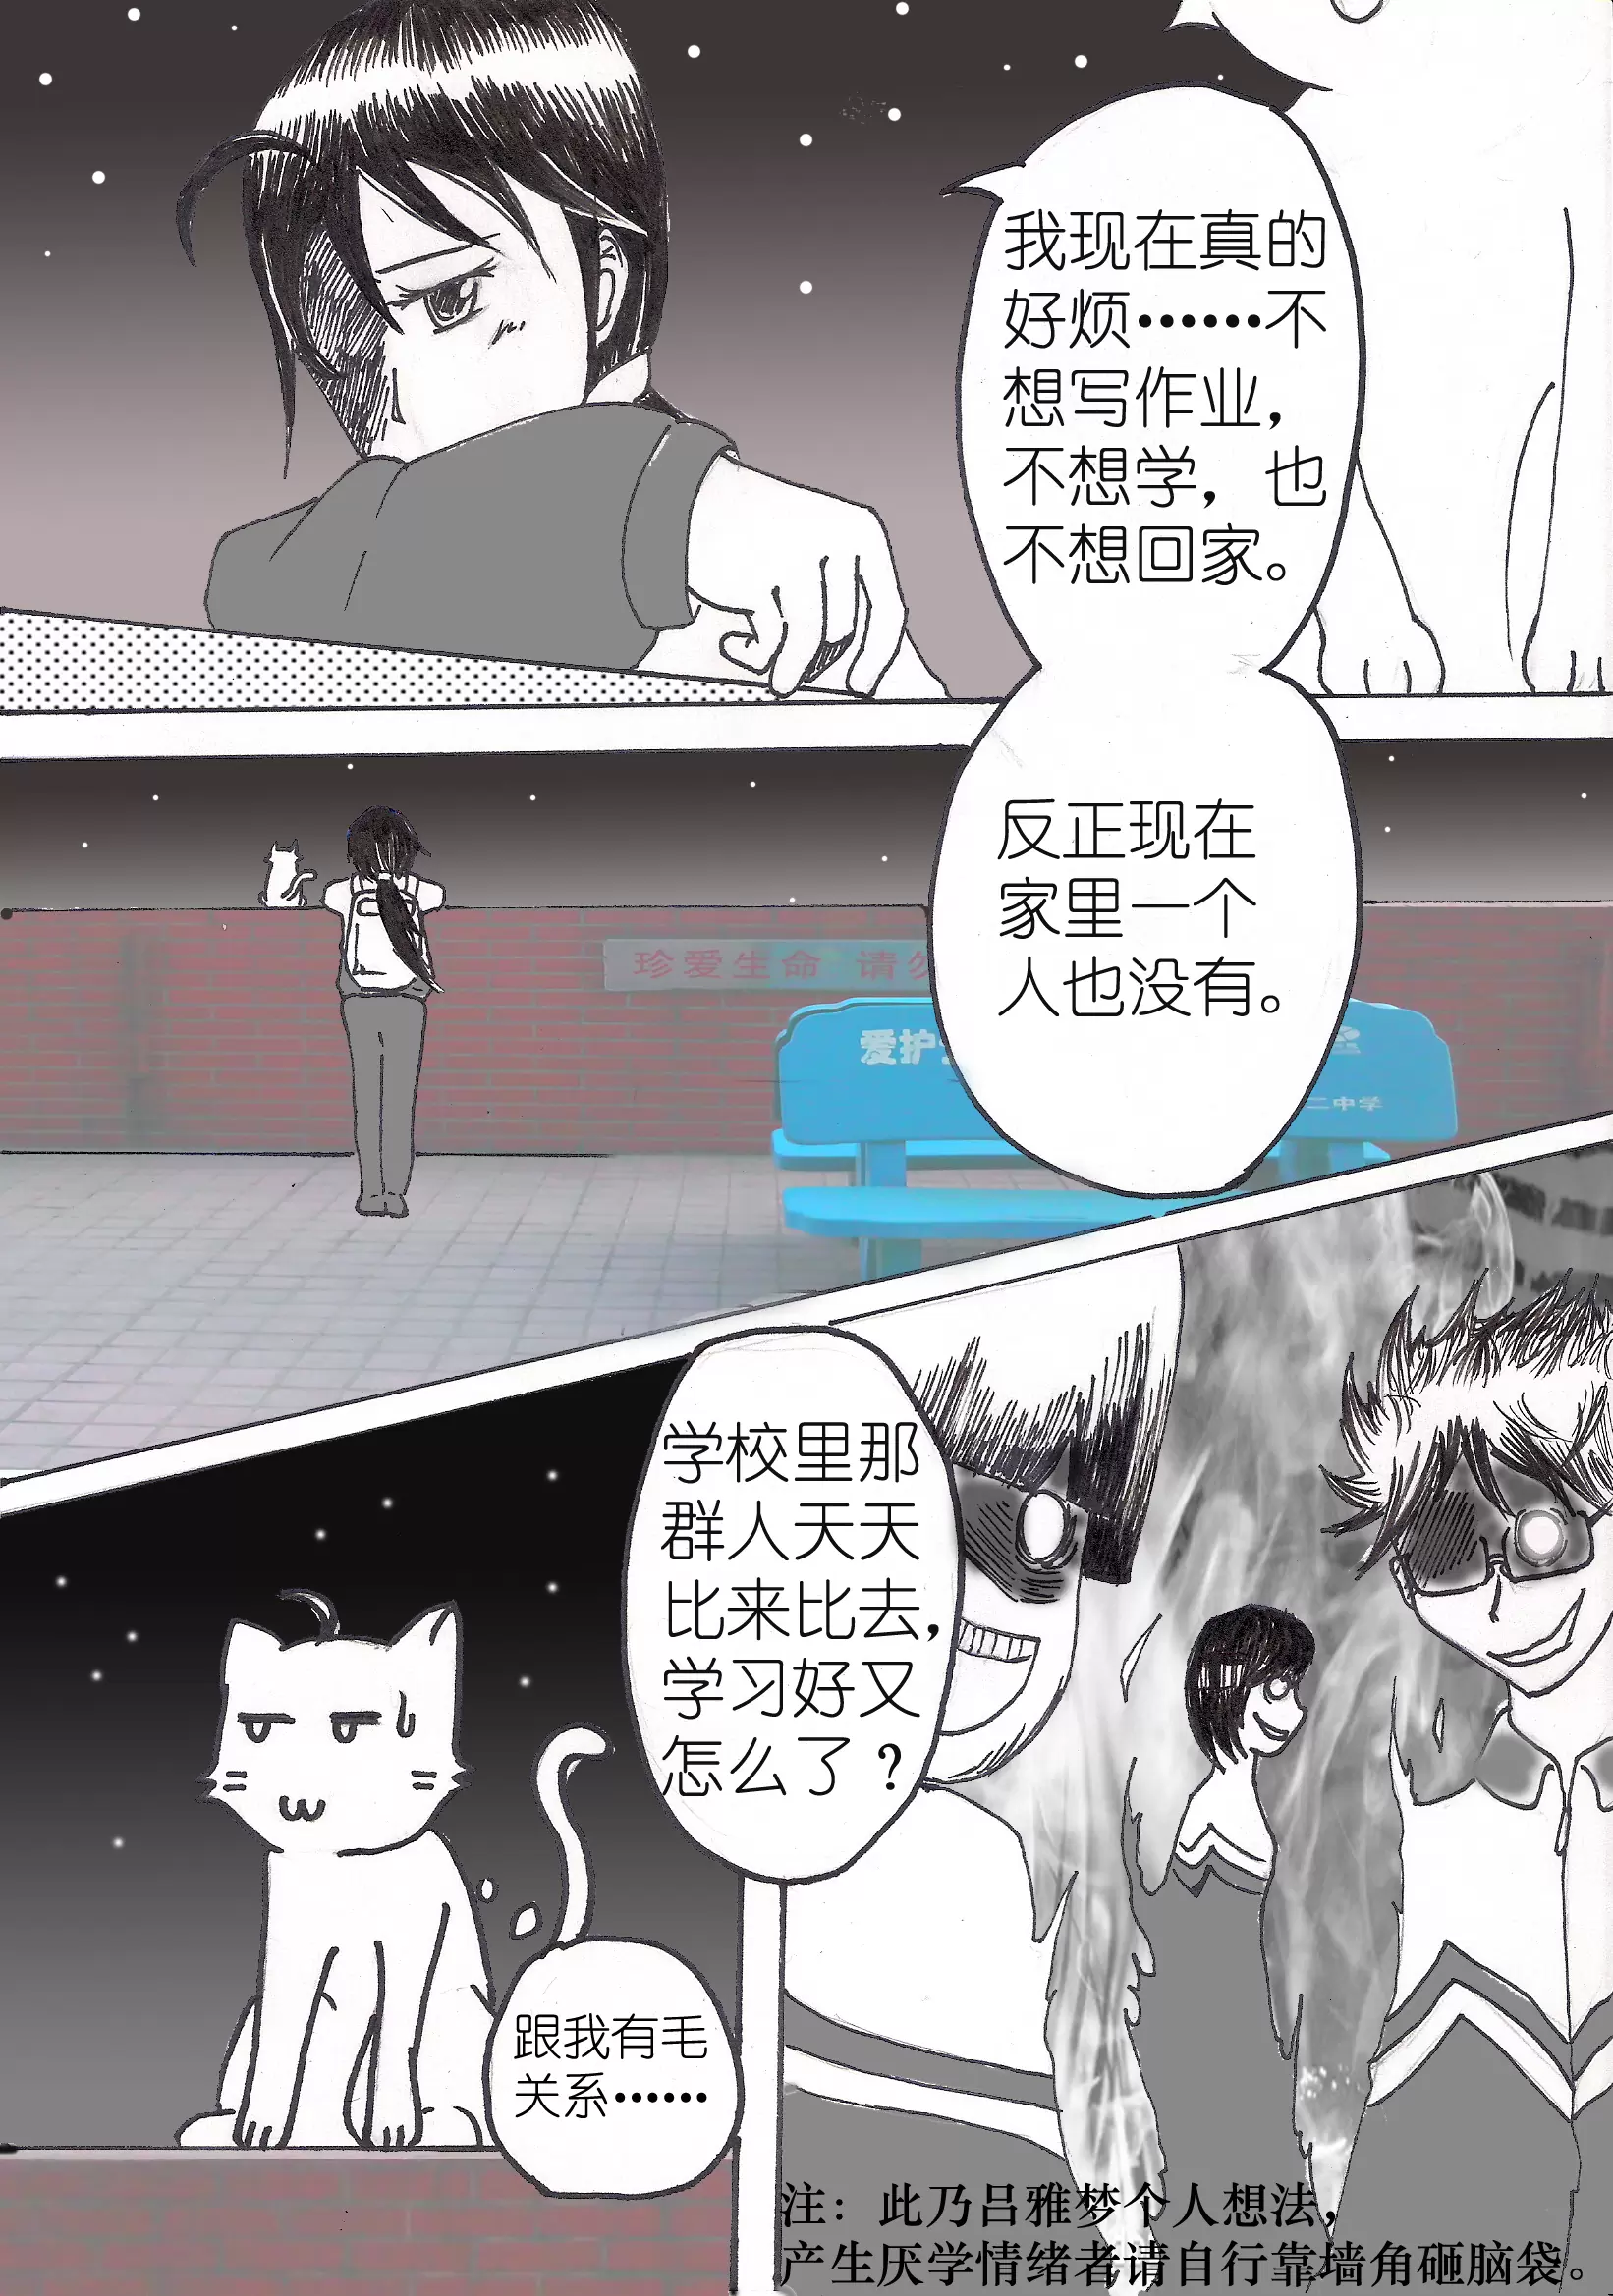 我现在真的
好烦……不
想写作业，
不想学，也
不想回家。
反正现在
家里一个
人也没有。
珍爱生命 请勿
爱护
二中学
学校里那
群人天天
比来比去，
学习好又
怎么了？
跟我有毛
关系……
注：此乃吕雅梦个人想法，
产生厌学情绪者请自行靠墙角砸脑袋。